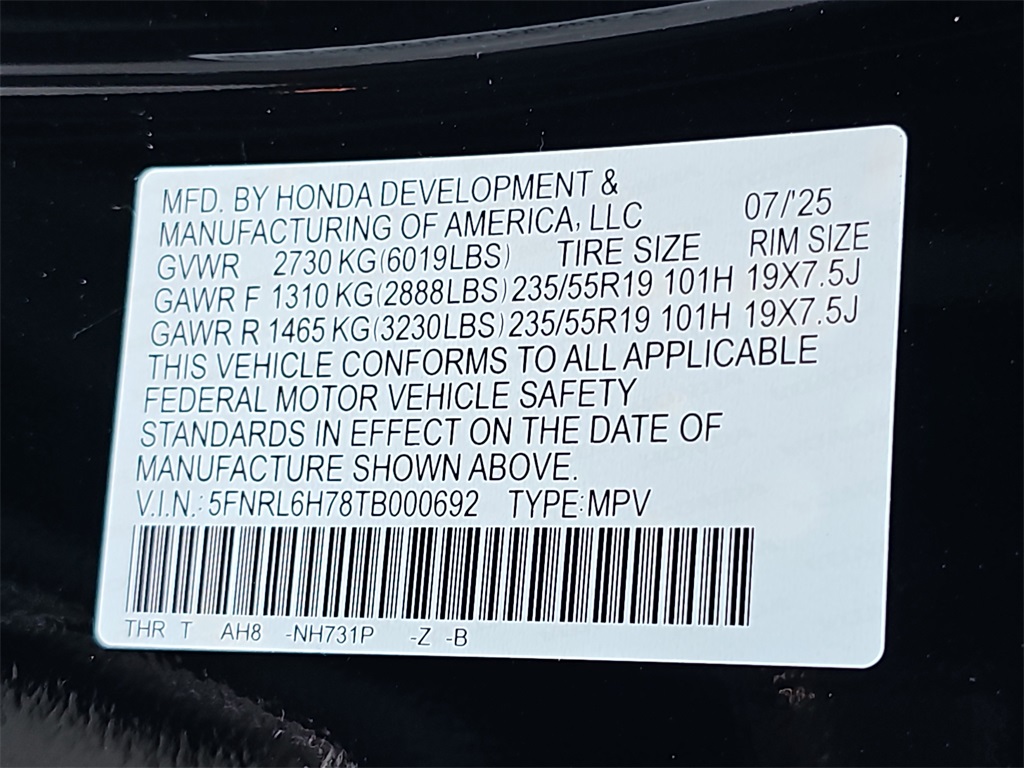 MFD. BY HONDA DEVELOPMENT &
MANUFACTURING OF AMERICA, LLC 07/'25
GVWR 2730 KG(6019LBS) TIRE SIZE RIM SIZE
GAWR F 1310 KG(2888LBS) 235/55R19 101H 19X7.5J
GAWR R 1465 KG(3230LBS) 235/55R19 101H 19X7.5J
THIS VEHICLE CONFORMS TO ALL APPLICABLE
FEDERAL MOTOR VEHICLE SAFETY
STANDARDS IN EFFECT ON THE DATE OF
MANUFACTURE SHOWN ABOVE.
V.I.N.: 5FNRL6H78TB000692 TYPE:MPV
THR T AH8 -NH731P -Z -B